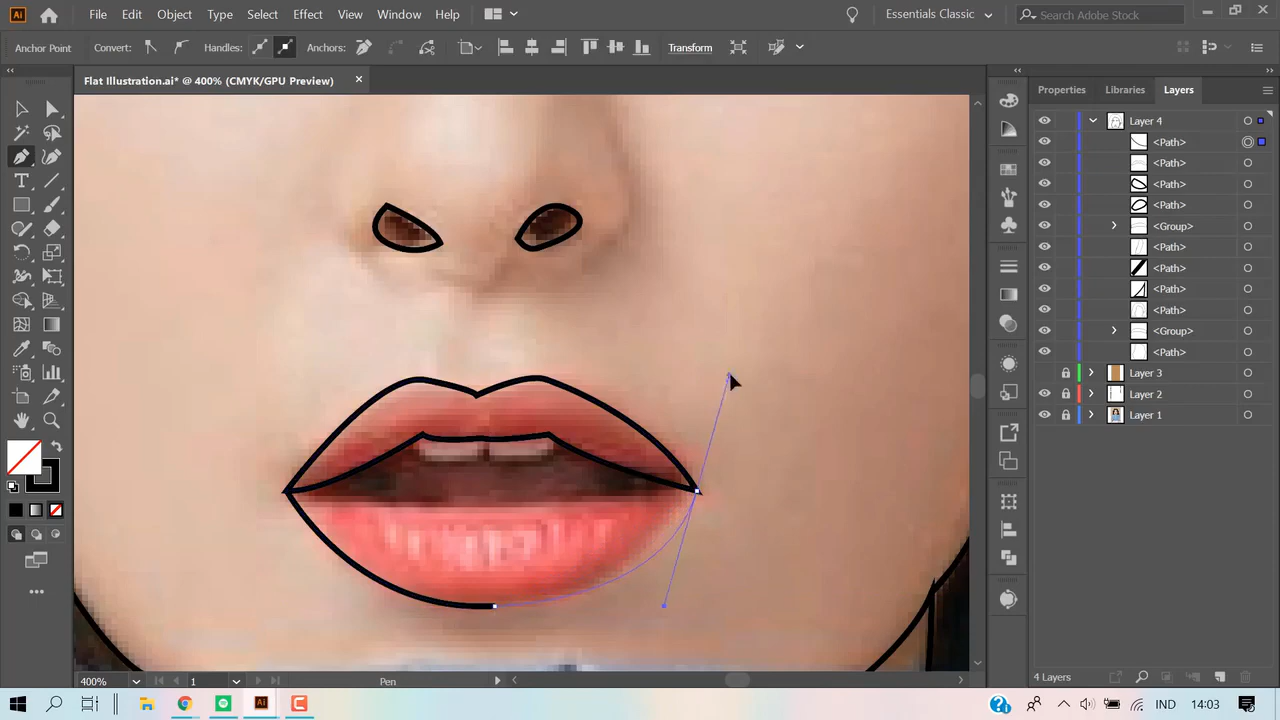 Ai File Edit Object Type Select Effect View Window Help Essentials Classic Search Adobe Stock
Anchor Point Convert: Handles: Anchors: Transform
Flat Illustration.ai* @ 400% (CMYK/GPU Preview)
Properties Libraries Layers
Layer 4
<Path>
<Path>
<Path>
<Path>
<Group>
<Path>
<Path>
<Path>
<Path>
<Group>
<Path>
Layer 3
Layer 2
Layer 1
400% 1 Pen
4 Layers
Ai IND 14:03